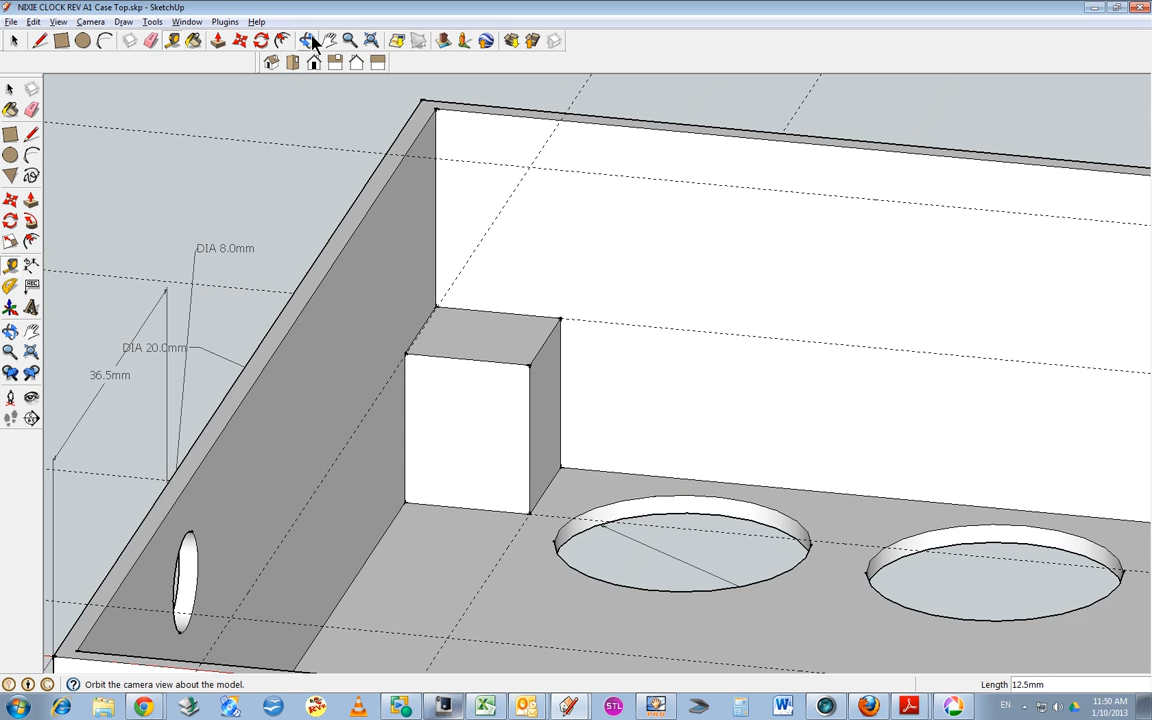 NIXIE CLOCK REV A1 Case Top.skp - SketchUp
File Edit View Camera Draw Tools Window Plugins Help
DIA 8.0mm
DIA 20.0mm
36.5mm
Orbit the camera view about the model.
Length 12.5mm
STL
EN
11:50 AM
1/10/2013